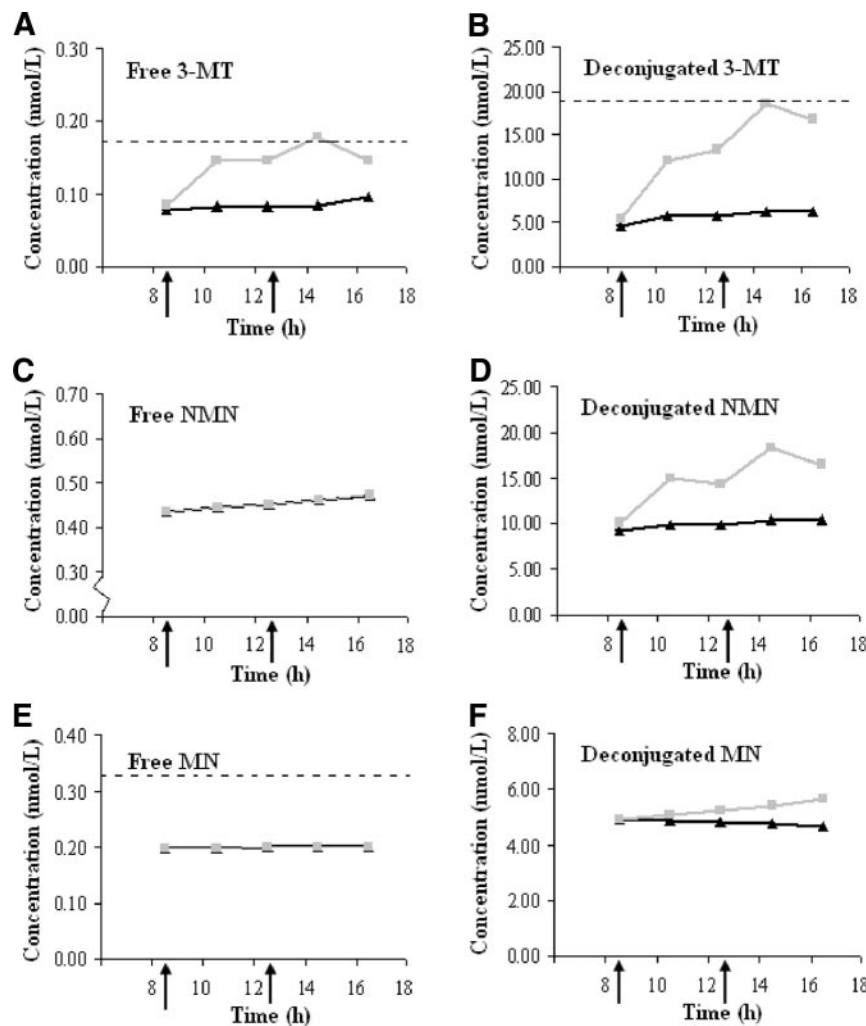 A
Concentration (nmol/L)
0.30
0.20
0.10
0.00
Free 3-MT
8 10 12 14 16 18
Time (h)
B
Concentration (nmol/L)
25.00
20.00
15.00
10.00
5.00
0.00
Deconjugated 3-MT
8 10 12 14 16 18
Time (h)
C
Concentration (nmol/L)
0.70
0.60
0.50
0.40
0.30
0.00
Free NMN
8 10 12 14 16 18
Time (h)
D
Concentration (nmol/L)
25.00
20.00
15.00
10.00
5.00
0.00
Deconjugated NMN
8 10 12 14 16 18
Time (h)
E
Concentration (nmol/L)
0.40
0.30
0.20
0.10
0.00
Free MN
8 10 12 14 16 18
Time (h)
F
Concentration (nmol/L)
8.00
6.00
4.00
2.00
0.00
Deconjugated MN
8 10 12 14 16 18
Time (h)